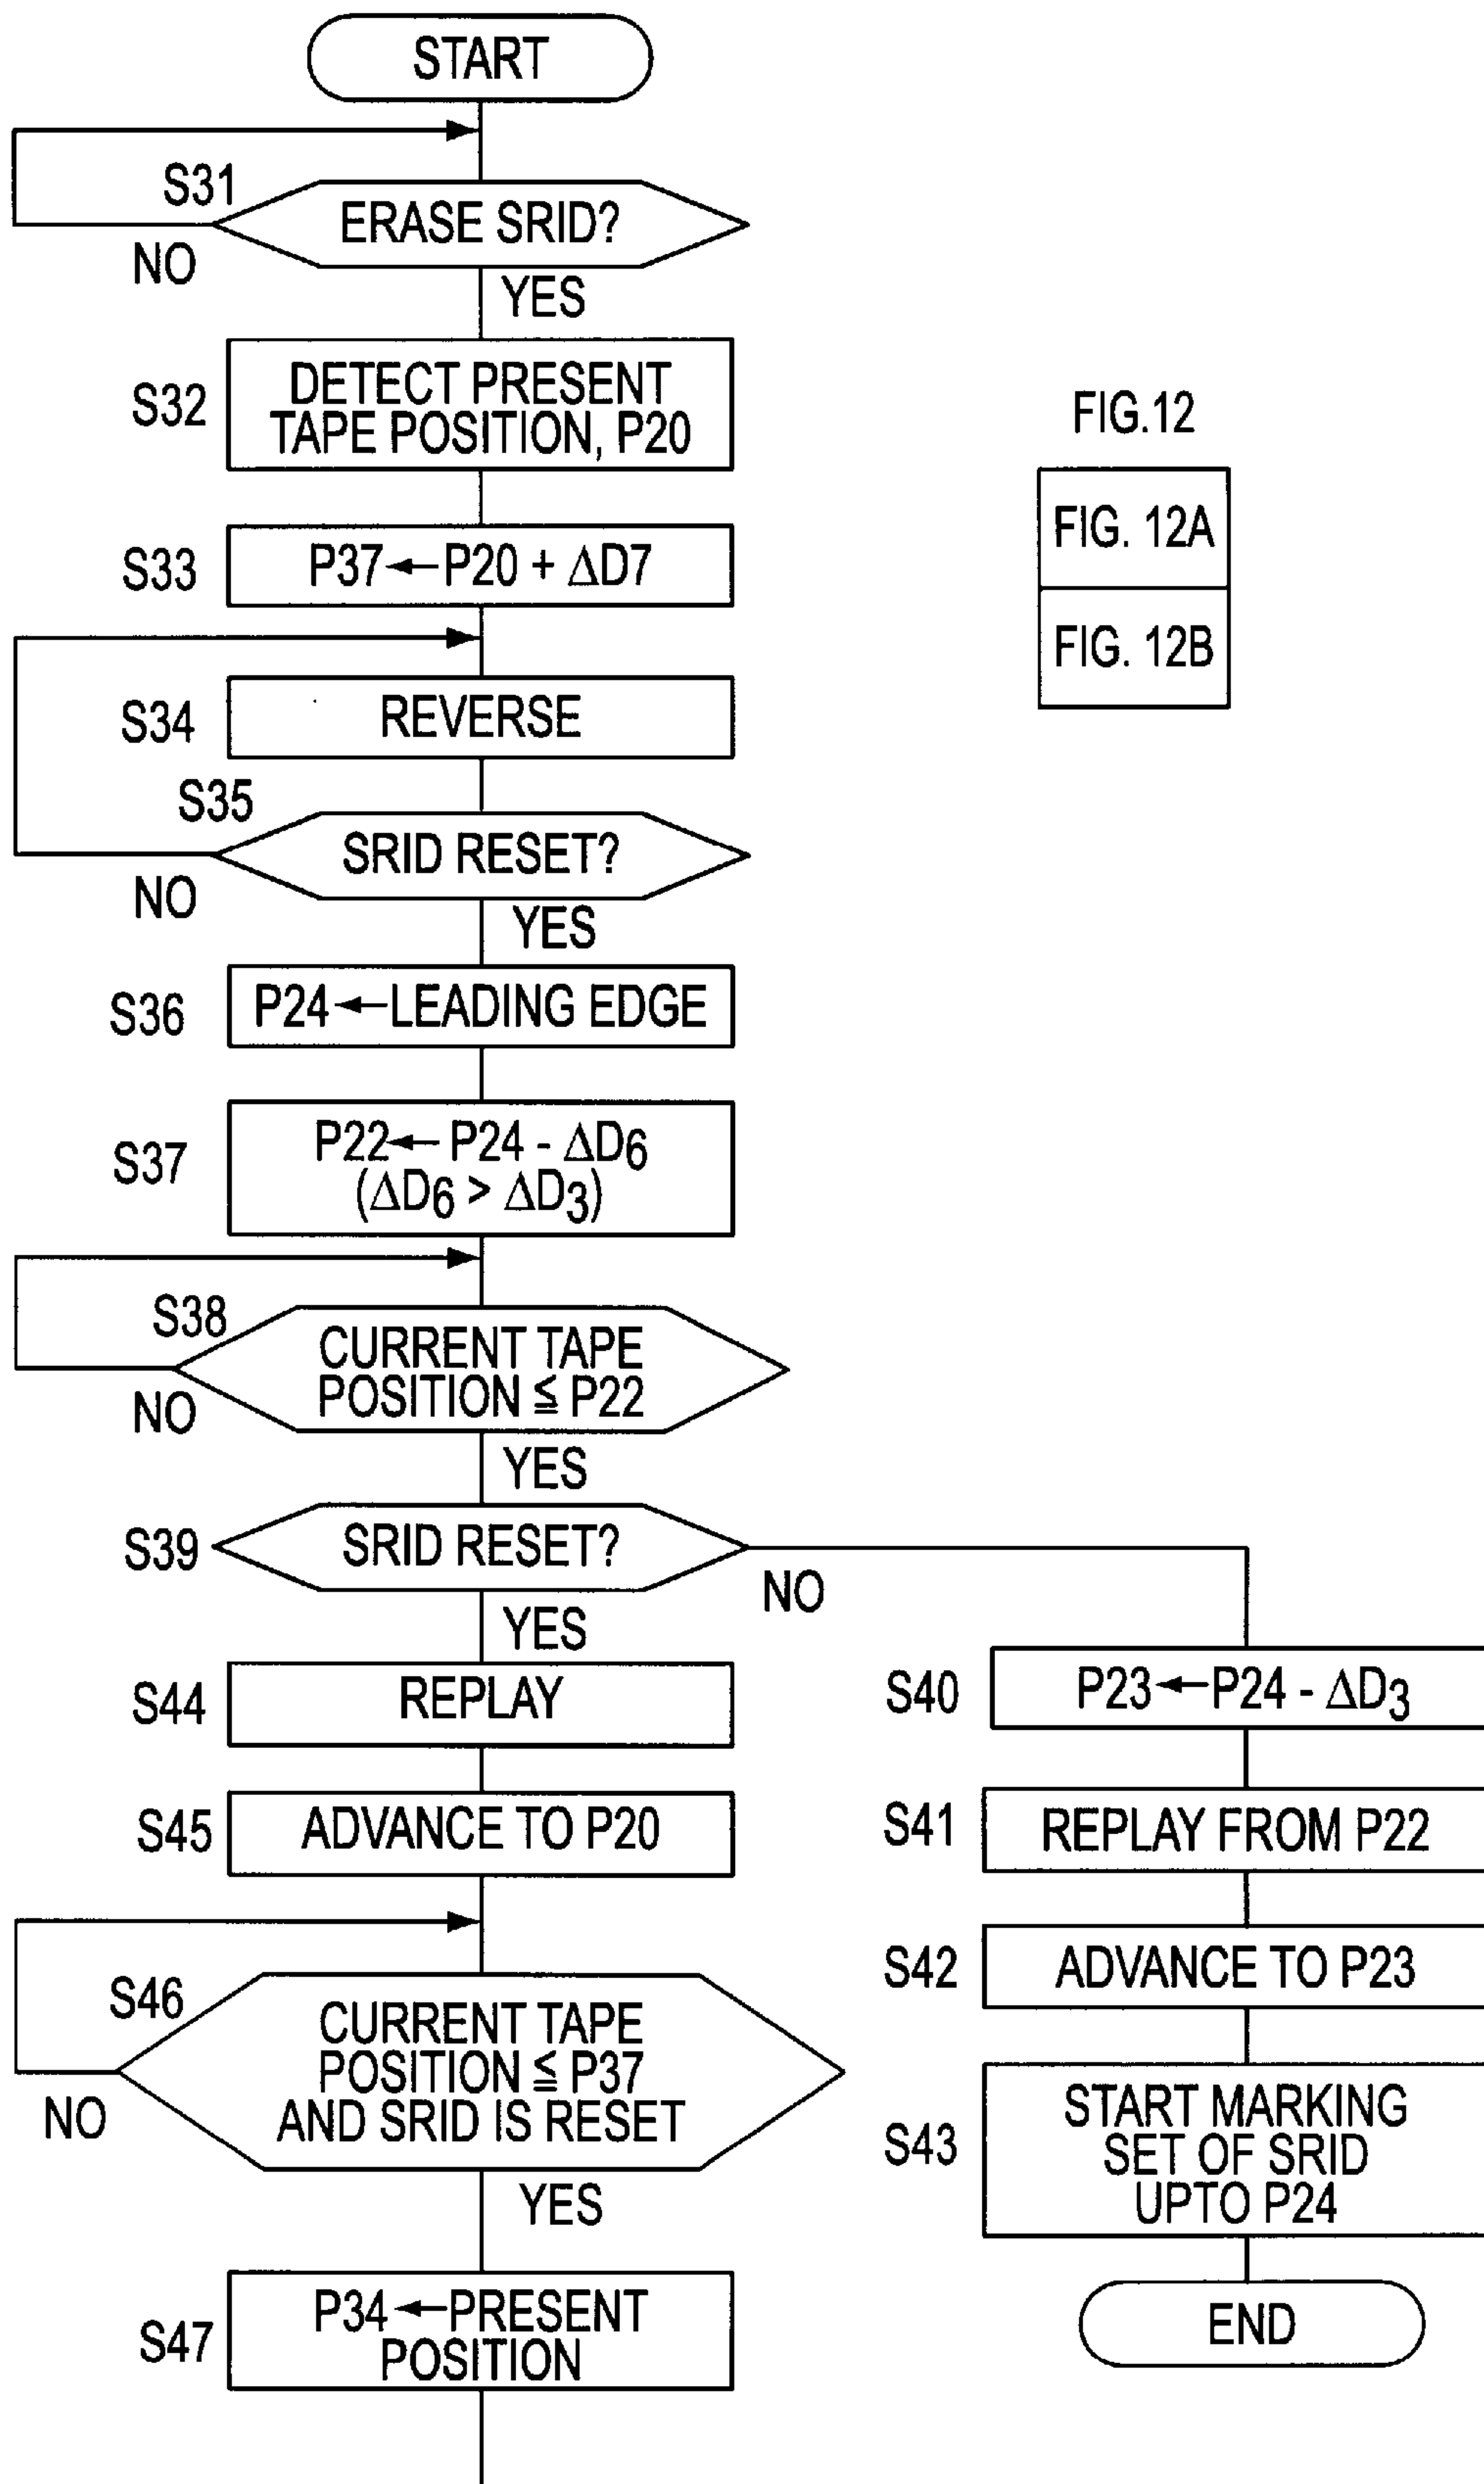 START
S31
ERASE SRID?
NO
YES
S32
DETECT PRESENT
TAPE POSITION, P20
FIG.12
FIG. 12A
FIG. 12B
S33
P37←P20 + ΔD7
S34
REVERSE
S35
SRID RESET?
NO
YES
S36
P24←LEADING EDGE
S37
P22← P24 - ΔD6
(ΔD6 > ΔD3)
S38
CURRENT TAPE
POSITION ≦ P22
NO
YES
S39
SRID RESET?
NO
YES
S44
REPLAY
S45
ADVANCE TO P20
S46
CURRENT TAPE
POSITION ≦ P37
AND SRID IS RESET
NO
YES
S47
P34←PRESENT
POSITION
S40
P23←P24 - ΔD3
S41
REPLAY FROM P22
S42
ADVANCE TO P23
S43
START MARKING
SET OF SRID
UPTO P24
END